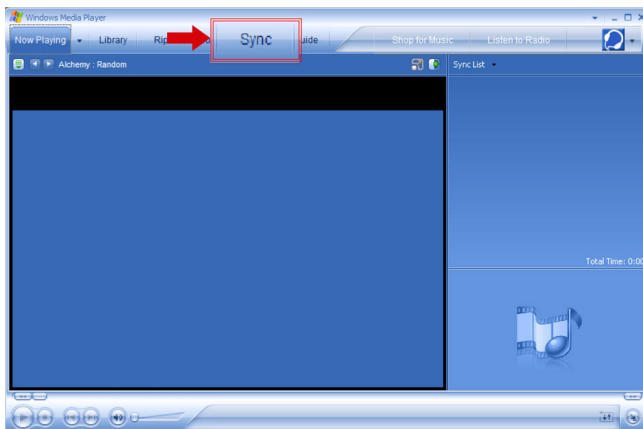 Windows Media Player
Now Playing Library Rip Sync uide Shop for Music Listen to Radio
Alchemy : Random Sync List
Total Time: 0:00